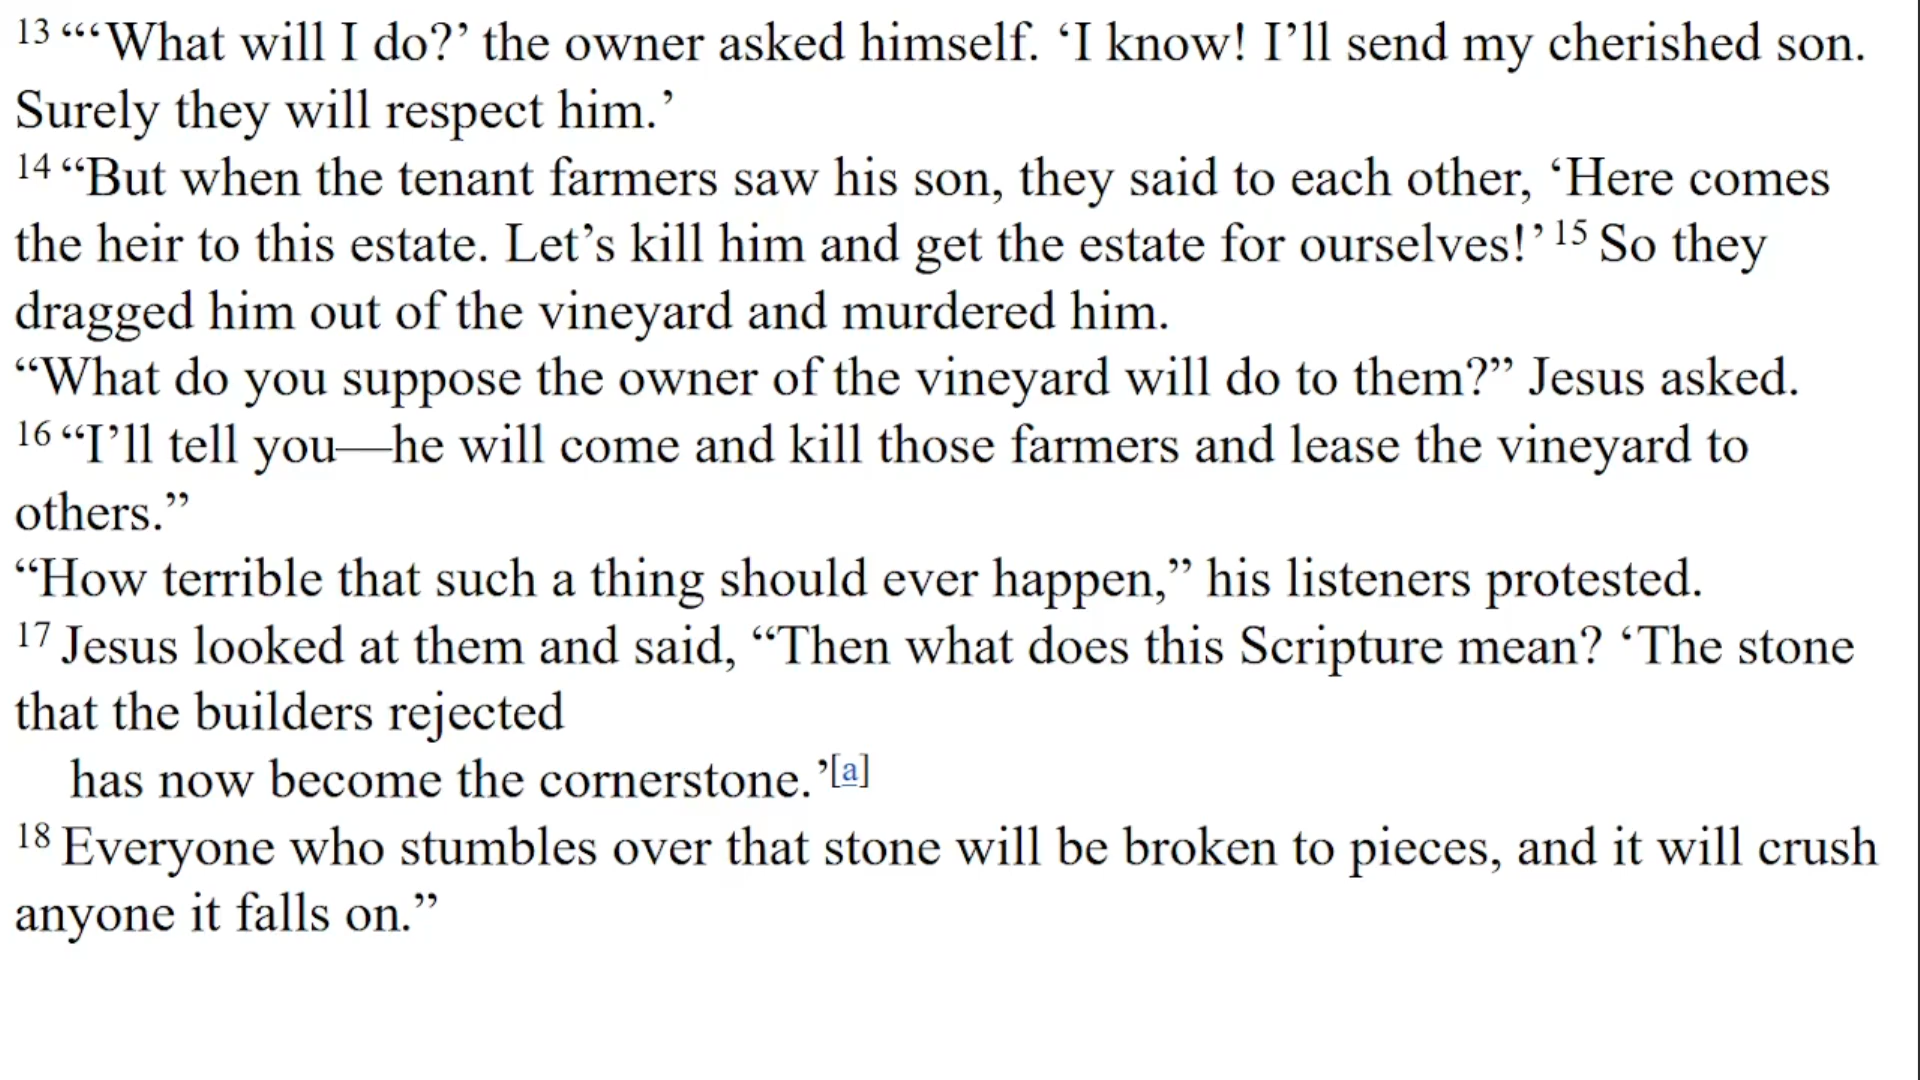 13 “‘What will I do?’ the owner asked himself. ‘I know! I’ll send my cherished son.
Surely they will respect him.’
14 “But when the tenant farmers saw his son, they said to each other, ‘Here comes
the heir to this estate. Let’s kill him and get the estate for ourselves!’ 15 So they
dragged him out of the vineyard and murdered him.
“What do you suppose the owner of the vineyard will do to them?” Jesus asked.
16 “I’ll tell you—he will come and kill those farmers and lease the vineyard to
others.”
“How terrible that such a thing should ever happen,” his listeners protested.
17 Jesus looked at them and said, “Then what does this Scripture mean? ‘The stone
that the builders rejected
has now become the cornerstone.’[a]
18 Everyone who stumbles over that stone will be broken to pieces, and it will crush
anyone it falls on.”